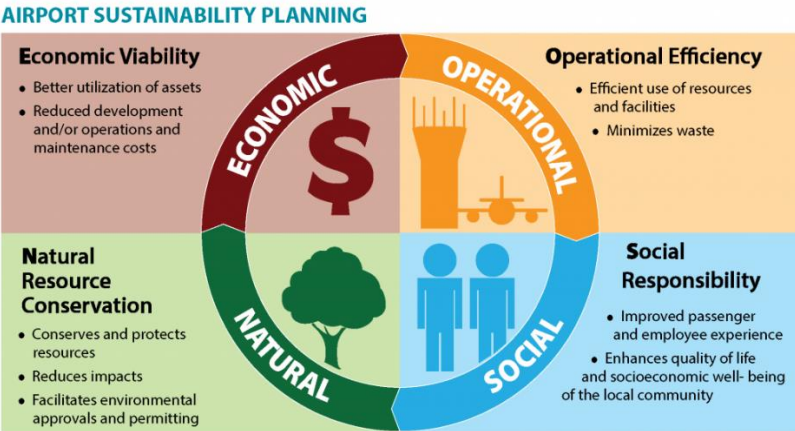 AIRPORT SUSTAINABILITY PLANNING
Economic Viability
• Better utilization of assets
• Reduced development
and/or operations and
maintenance costs
ECONOMIC
$
OPERATIONAL
Operational Efficiency
• Efficient use of resources
and facilities
• Minimizes waste
Natural
Resource
Conservation
• Conserves and protects
resources
• Reduces impacts
• Facilitates environmental
approvals and permitting
NATURAL
SOCIAL
Social
Responsibility
• Improved passenger
and employee experience
• Enhances quality of life
and socioeconomic well- being
of the local community